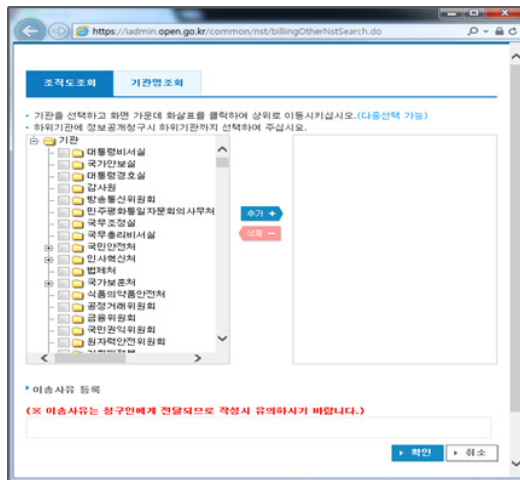 https://iadmin.open.go.kr/common/nst/billingOtherNstSearch.do
조직도조회 기관명조회
• 기관을 선택하고 화면 가운데 화살표를 클릭하여 상위로 이동시키십시오.(다중선택 가능)
• 하위기관에 정보공개청구시 하위기관까지 선택하여 주십시요.
기관
대통령비서실
국가안보실
대통령경호실
감사원
방송통신위원회
민주평화통일자문회의사무처
국무조정실
국무총리비서실
국민안전처
인사혁신처
법제처
국가보훈처
식품의약품안전처
공정거래위원회
금융위원회
국민권익위원회
원자력안전위원회
추가 +
삭제 −
이송사유 등록
(※ 이송사유는 청구인에게 전달되므로 작성시 유의하시기 바랍니다.)
확인 취소